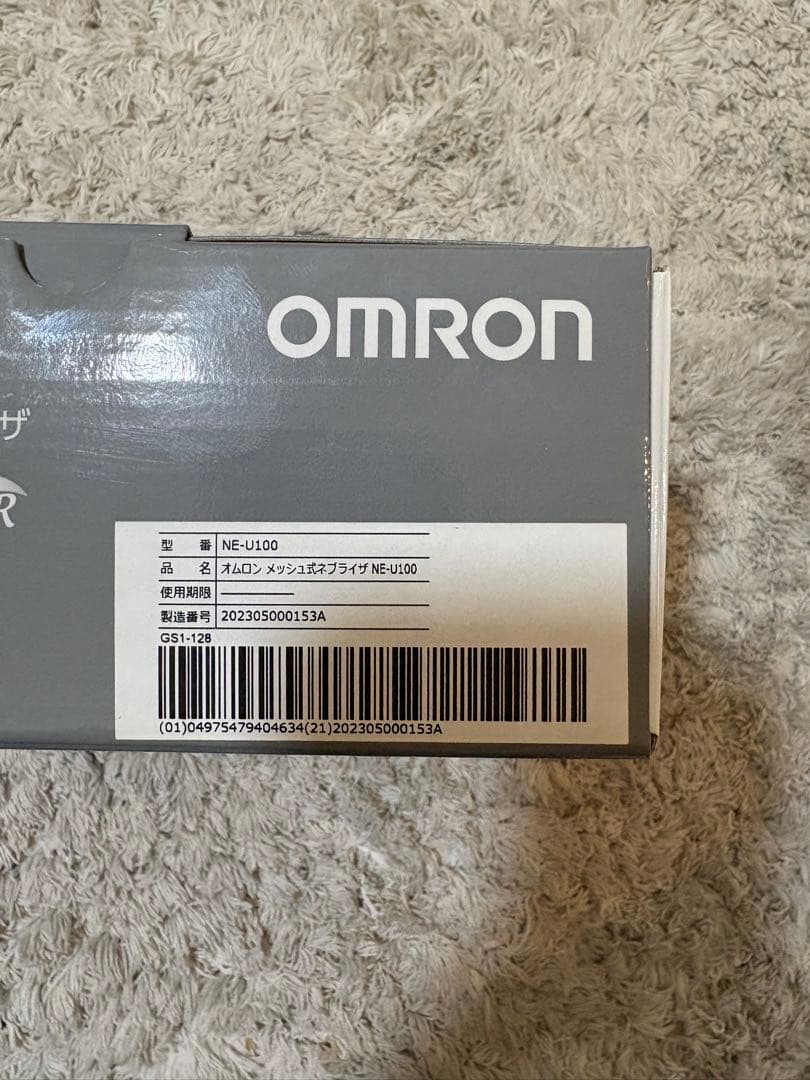 OMRON
ザ
R
型 番 NE-U100
品 名 オムロン メッシュ式ネブライザ NE-U100
使用期限 ————
製造番号 202305000153A
GS1-128
(01)04975479404634(21)202305000153A